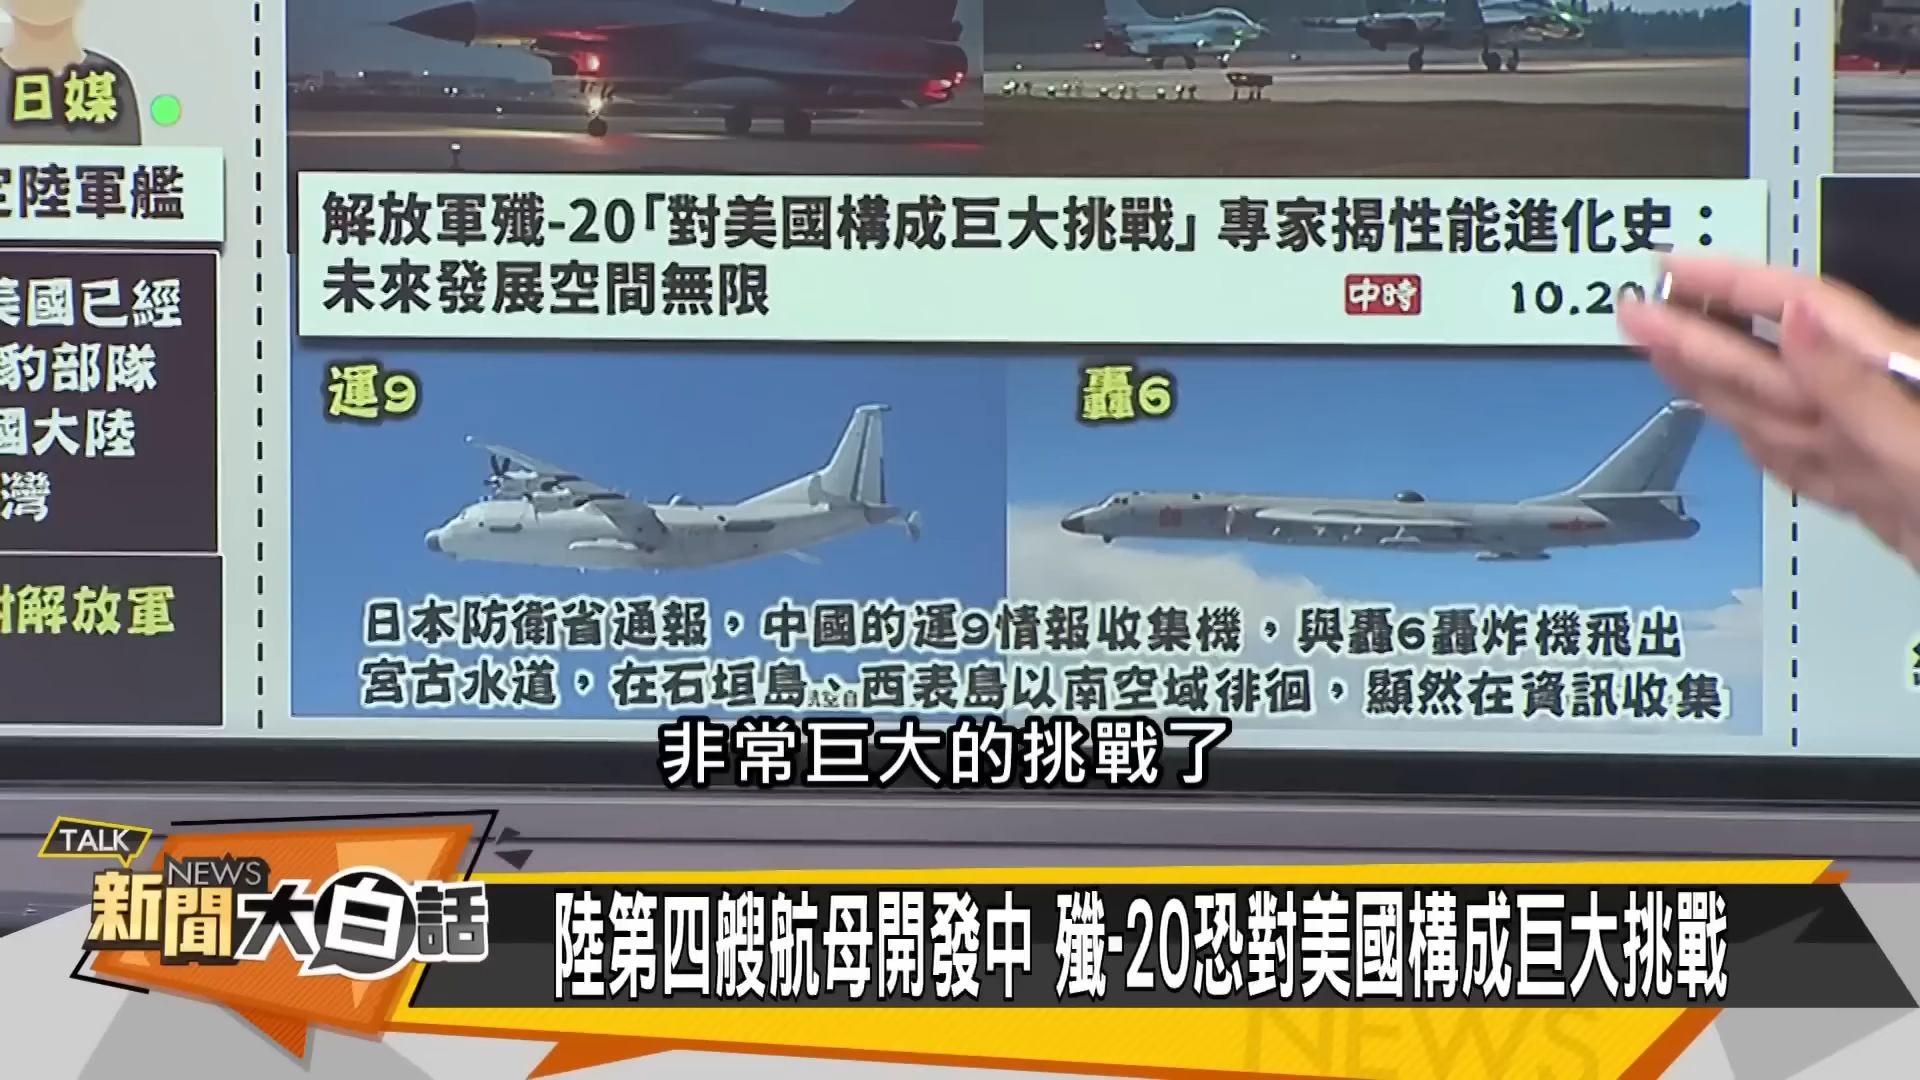 日媒
定陸軍艦
美國已經
豹部隊
國大陸
灣
解放軍
解放軍殲-20「對美國構成巨大挑戰」專家揭性能進化史：
未來發展空間無限
中時
10.20
運9
轟6
日本防衛省通報，中國的運9情報收集機，與轟6轟炸機飛出
宮古水道，在石垣島、西表島以南空域徘徊，顯然在資訊收集
非常巨大的挑戰了
TALK
NEWS
新聞大白話
陸第四艘航母開發中 殲-20恐對美國構成巨大挑戰
NEWS